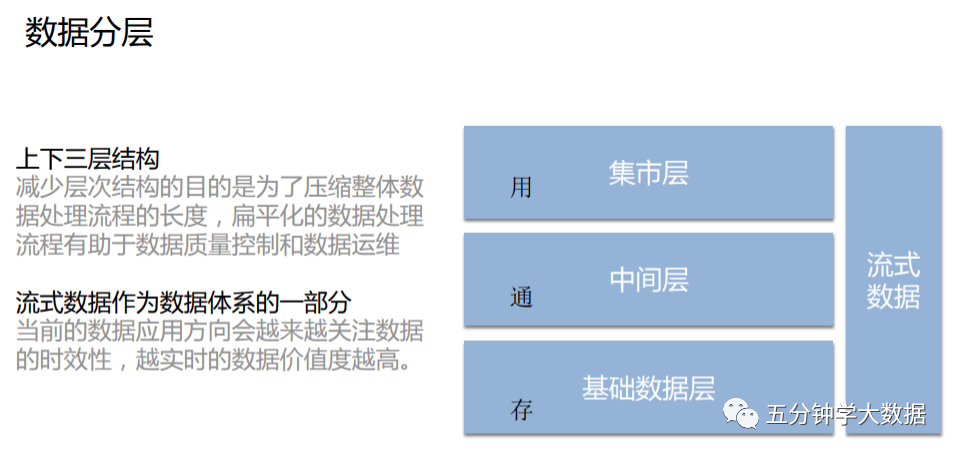 数据分层
上下三层结构
减少层次结构的目的是为了压缩整体数
据处理流程的长度，扁平化的数据处理
流程有助于数据质量控制和数据运维
流式数据作为数据体系的一部分
当前的数据应用方向会越来越关注数据
的时效性，越实时的数据价值度越高。
用
集市层
通
中间层
存
基础数据层
流式
数据
五分钟学大数据